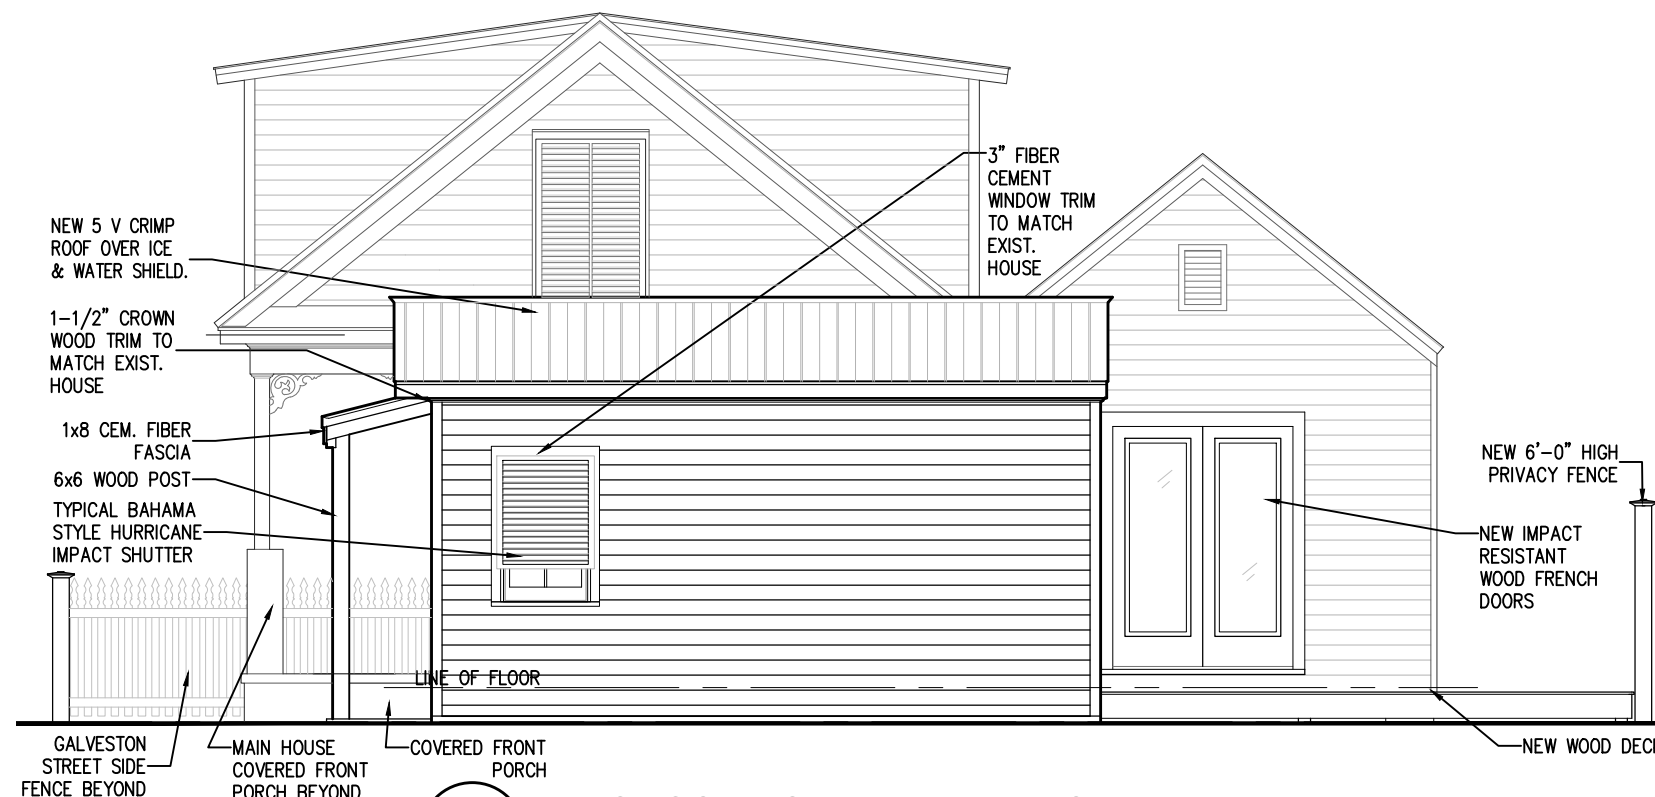 3" FIBER
CEMENT
WINDOW TRIM
TO MATCH
EXIST.
HOUSE
NEW 5 V CRIMP
ROOF OVER ICE
& WATER SHIELD.
1-1/2" CROWN
WOOD TRIM TO
MATCH EXIST.
HOUSE
1x8 CEM. FIBER
FASCIA
6x6 WOOD POST
TYPICAL BAHAMA
STYLE HURRICANE
IMPACT SHUTTER
NEW 6'-0" HIGH
PRIVACY FENCE
NEW IMPACT
RESISTANT
WOOD FRENCH
DOORS
LINE OF FLOOR
GALVESTON
STREET SIDE
FENCE BEYOND
MAIN HOUSE
COVERED FRONT
PORCH BEYOND
COVERED FRONT
PORCH
NEW WOOD DEC